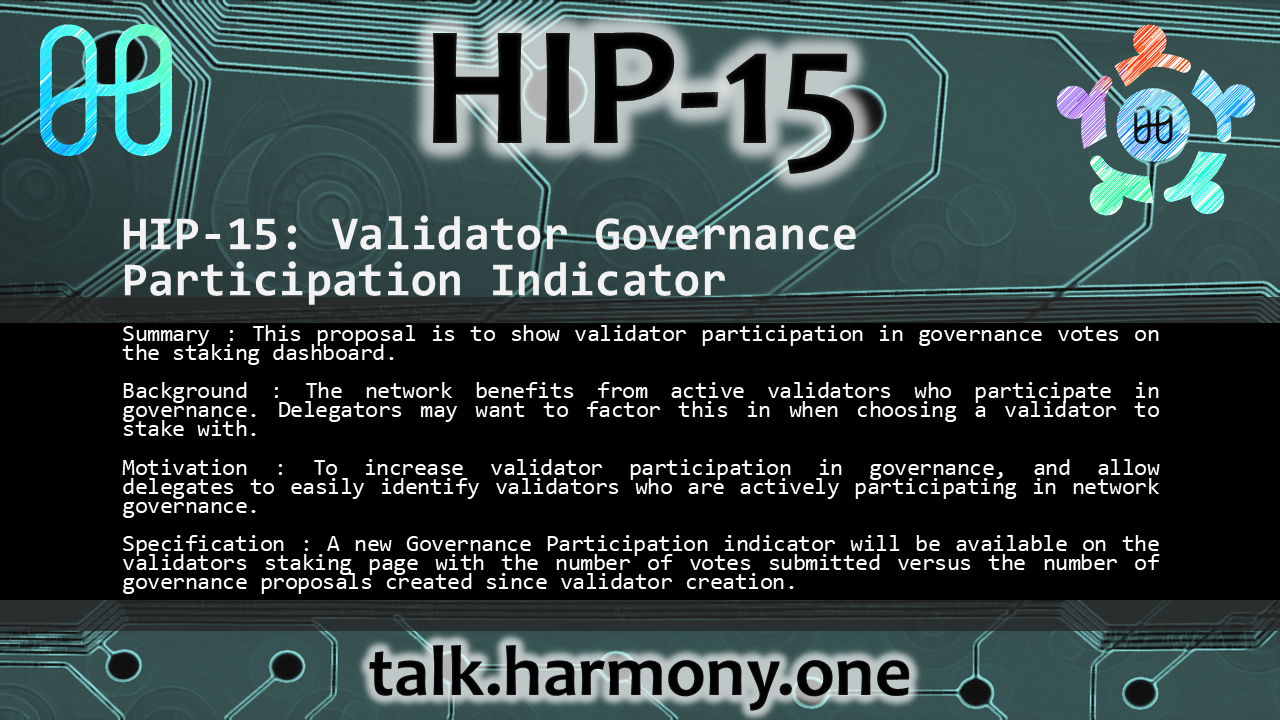 HIP-15
HIP-15: Validator Governance
Participation Indicator
Summary : This proposal is to show validator participation in governance votes on
the staking dashboard.
Background : The network benefits from active validators who participate in
governance. Delegators may want to factor this in when choosing a validator to
stake with.
Motivation : To increase validator participation in governance, and allow
delegates to easily identify validators who are actively participating in network
governance.
Specification : A new Governance Participation indicator will be available on the
validators staking page with the number of votes submitted versus the number of
governance proposals created since validator creation.
talk.harmony.one